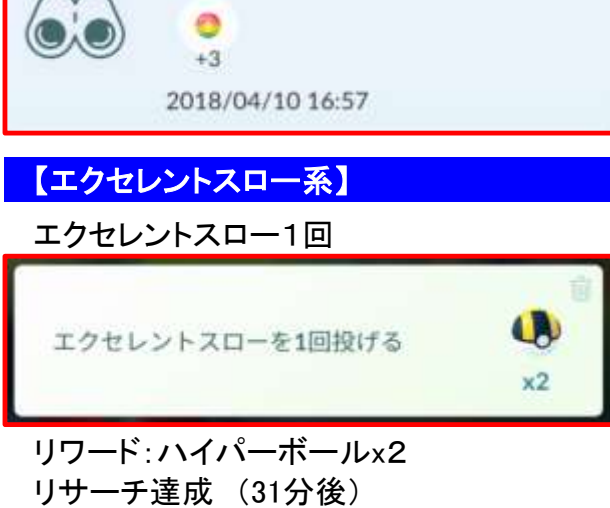 +3
2018/04/10 16:57
【エクセレントスロー系】
エクセレントスロー1回
エクセレントスローを1回投げる
x2
リワード:ハイパーボールx2
リサーチ達成 (31分後)